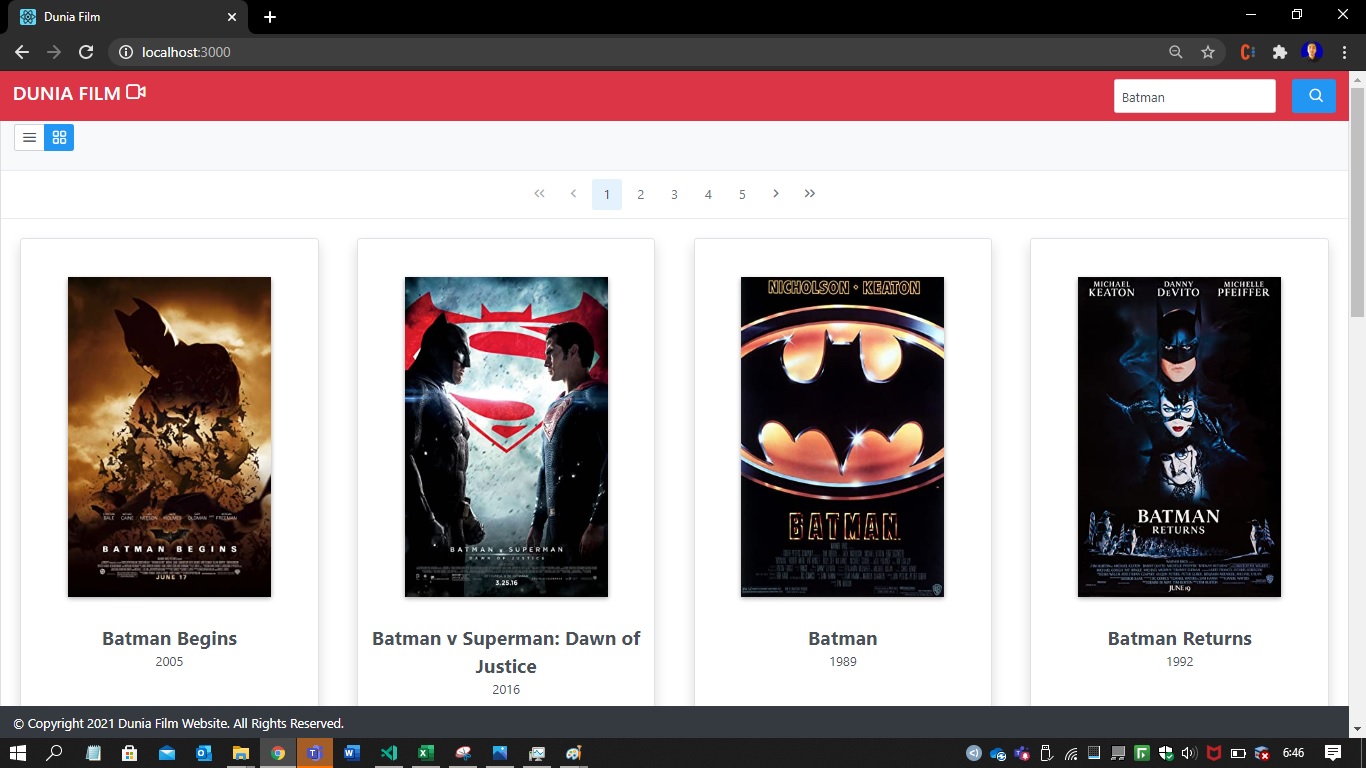 Dunia Film
localhost:3000
DUNIA FILM
Batman
1
2
3
4
5
BATMAN BEGINS
JUNE 17
BATMAN v SUPERMAN
DAWN OF JUSTICE
3.25.16
NICHOLSON • KEATON
BATMAN
MICHAEL KEATON
DANNY DEVITO
MICHELLE PFEIFFER
BATMAN
RETURNS
JUNE 19
Batman Begins
2005
Batman v Superman: Dawn of
Justice
2016
Batman
1989
Batman Returns
1992
© Copyright 2021 Dunia Film Website. All Rights Reserved.
6:46